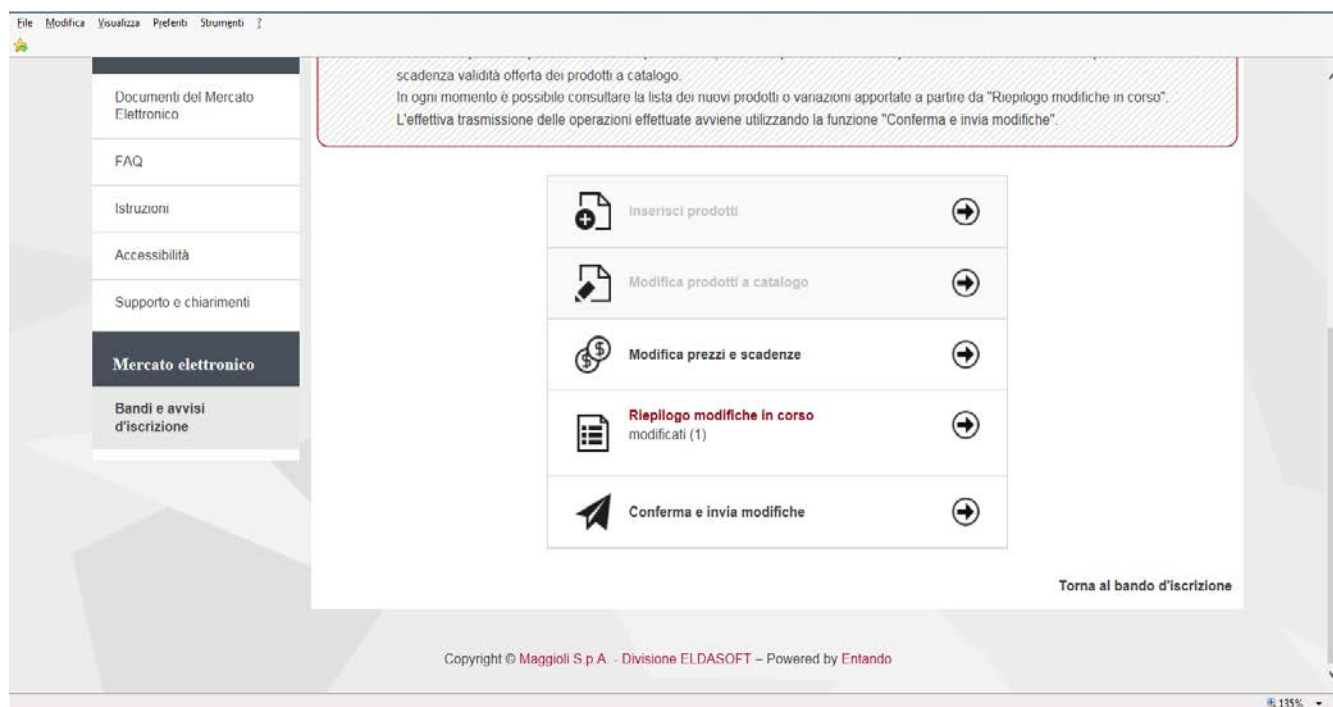 File Modifica Visualizza Preferiti Strumenti ?
scadenza validità offerta dei prodotti a catalogo.
In ogni momento è possibile consultare la lista dei nuovi prodotti o variazioni apportate a partire da "Riepilogo modifiche in corso".
L'effettiva trasmissione delle operazioni effettuate avviene utilizzando la funzione "Conferma e invia modifiche".
Documenti del Mercato
Elettronico
FAQ
Istruzioni
Accessibilità
Supporto e chiarimenti
Mercato elettronico
Bandi e avvisi
d'iscrizione
Inserisci prodotti
Modifica prodotti a catalogo
Modifica prezzi e scadenze
Riepilogo modifiche in corso
modificati (1)
Conferma e invia modifiche
Torna al bando d'iscrizione
Copyright © Maggioli S.p.A. - Divisione ELDASOFT – Powered by Entando
135%